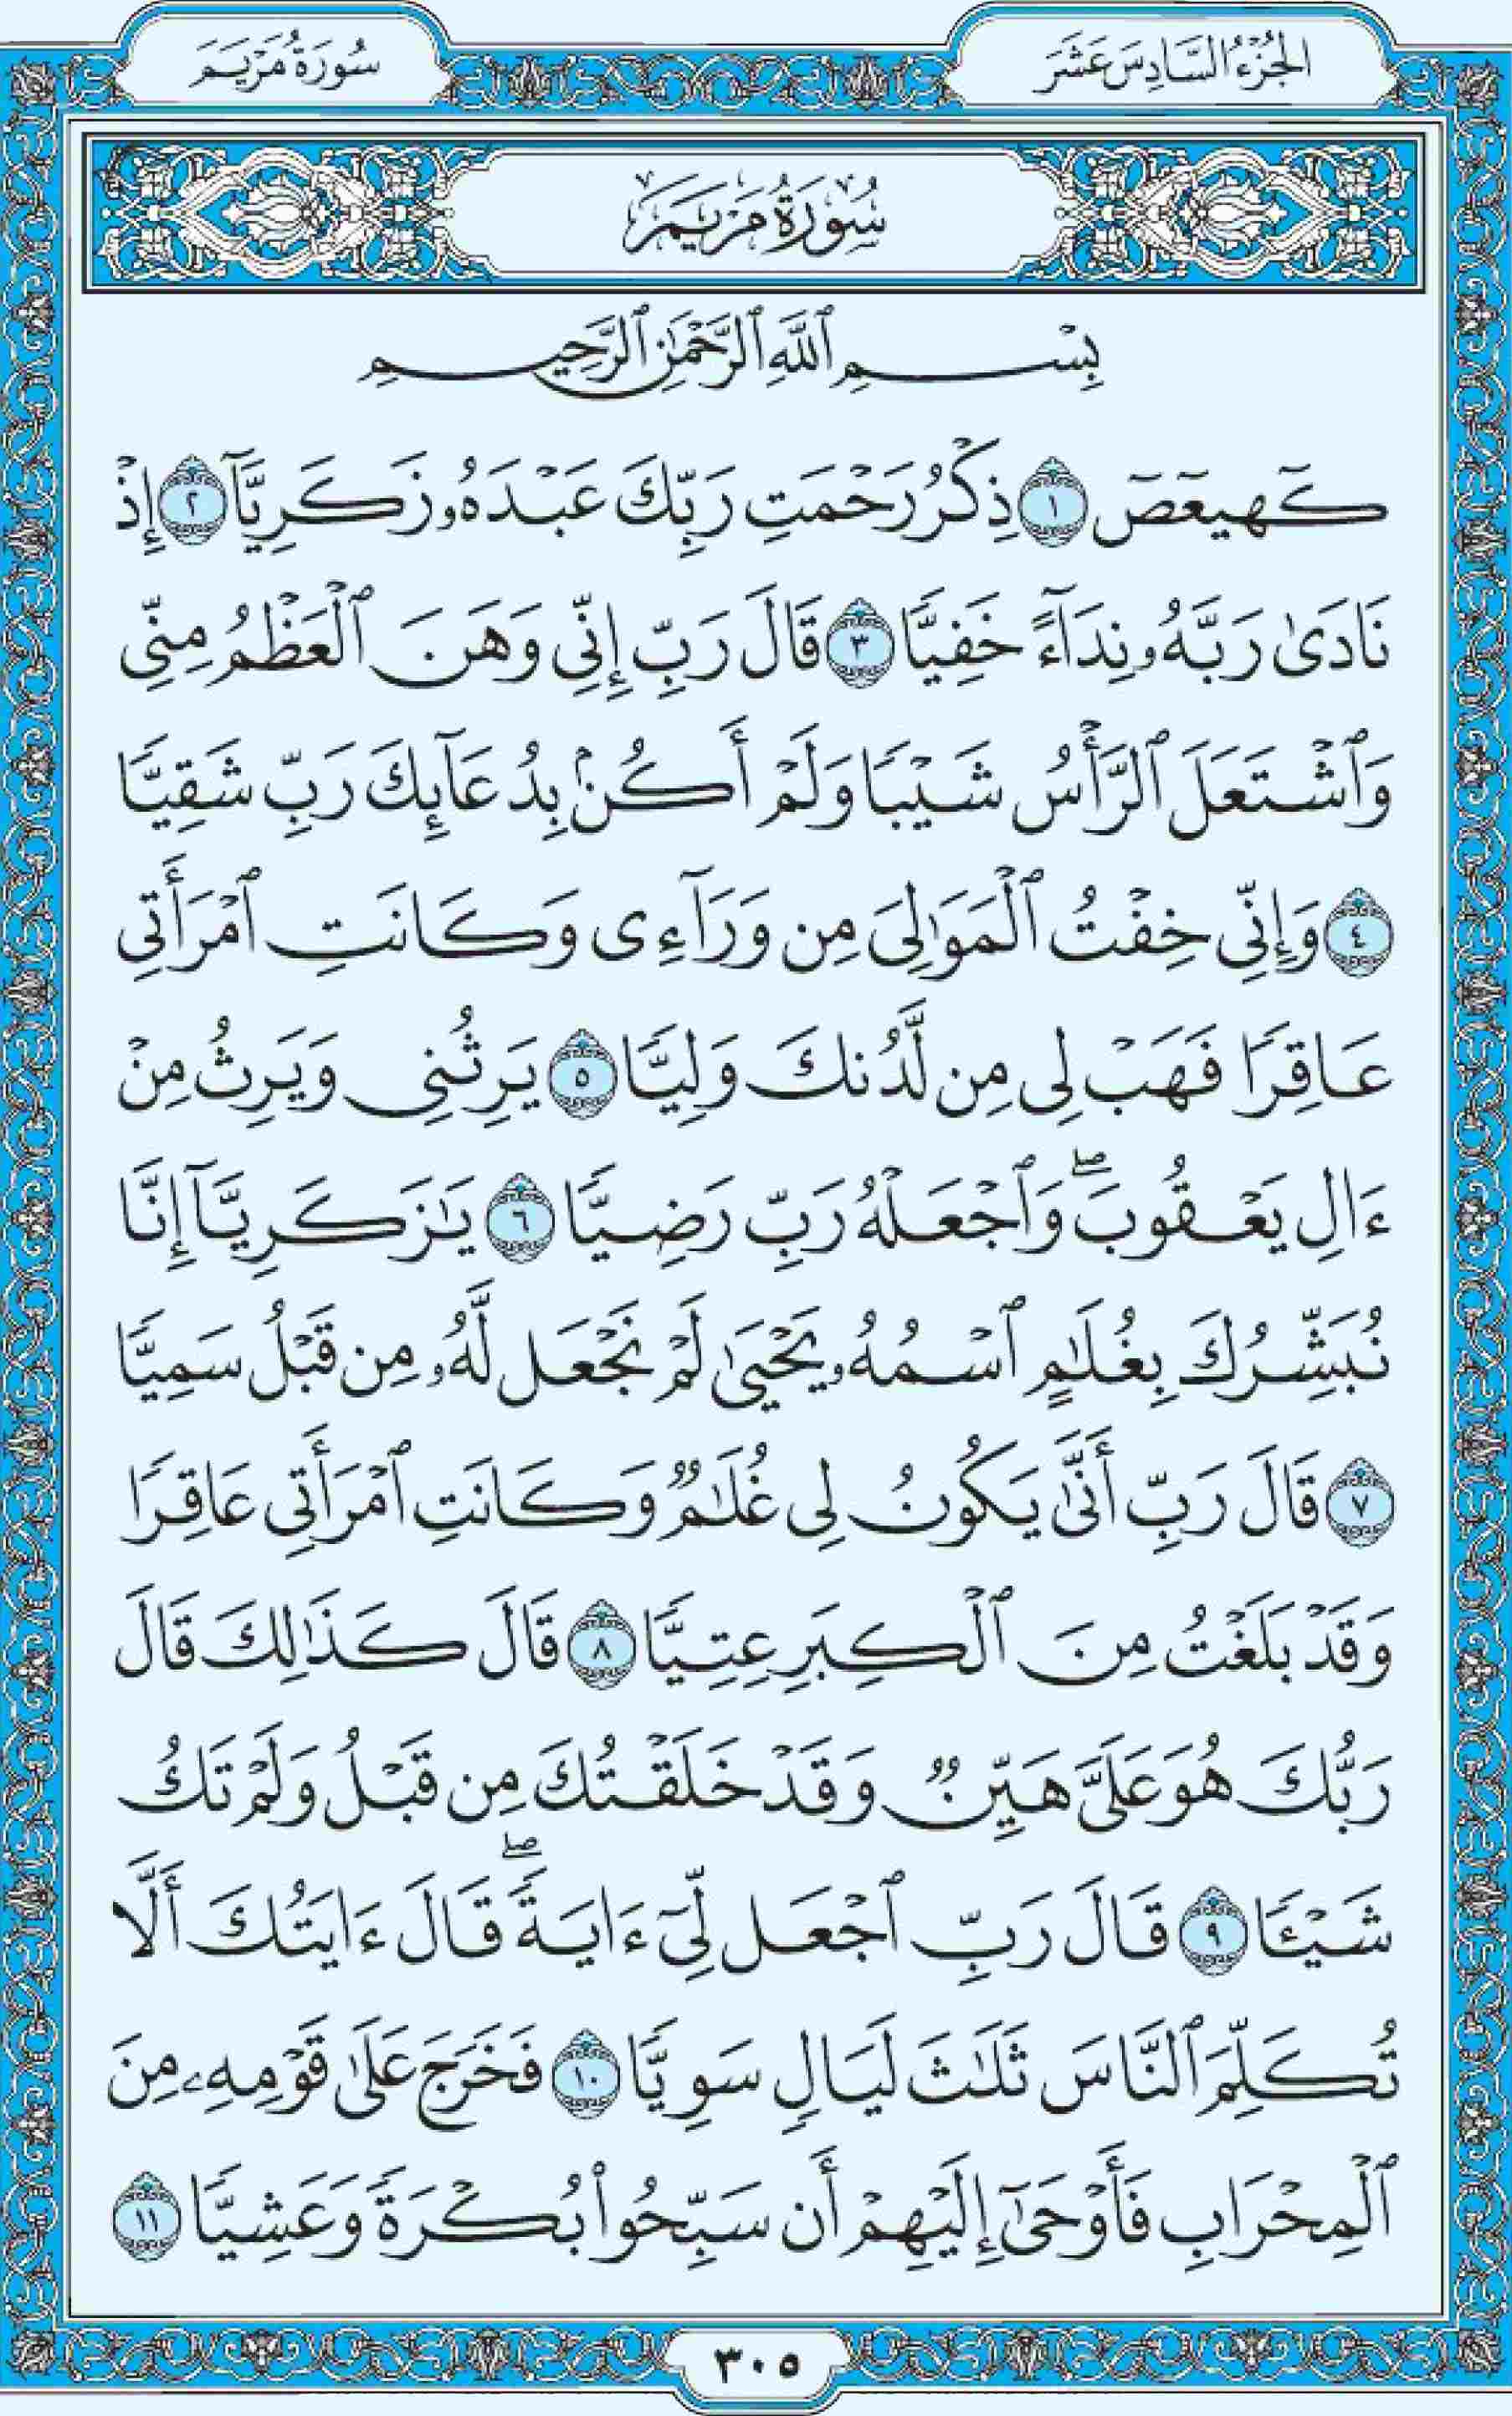 الجُزْءُ السَّادِسَ عَشَرَ
سُورَةُ مَرْيَمَ
سُورَةُ مَرْيَمَ
بِسْمِ ٱللَّهِ ٱلرَّحْمَٰنِ ٱلرَّحِيمِ
كٓهيعٓصٓ ١ ذِكْرُ رَحْمَتِ رَبِّكَ عَبْدَهُۥ زَكَرِيَّآ ٢ إِذْ
نَادَىٰ رَبَّهُۥ نِدَآءً خَفِيًّا ٣ قَالَ رَبِّ إِنِّى وَهَنَ ٱلْعَظْمُ مِنِّى
وَٱشْتَعَلَ ٱلرَّأْسُ شَيْبًا وَلَمْ أَكُنۢ بِدُعَآئِكَ رَبِّ شَقِيًّا
٤ وَإِنِّى خِفْتُ ٱلْمَوَٰلِىَ مِن وَرَآءِى وَكَانَتِ ٱمْرَأَتِى
عَاقِرًا فَهَبْ لِى مِن لَّدُنكَ وَلِيًّا ٥ يَرِثُنِى وَيَرِثُ مِنْ
ءَالِ يَعْقُوبَ ۖ وَٱجْعَلْهُ رَبِّ رَضِيًّا ٦ يَٰزَكَرِيَّآ إِنَّا
نُبَشِّرُكَ بِغُلَٰمٍ ٱسْمُهُۥ يَحْيَىٰ لَمْ نَجْعَل لَّهُۥ مِن قَبْلُ سَمِيًّا
٧ قَالَ رَبِّ أَنَّىٰ يَكُونُ لِى غُلَٰمٌ وَكَانَتِ ٱمْرَأَتِى عَاقِرًا
وَقَدْ بَلَغْتُ مِنَ ٱلْكِبَرِ عِتِيًّا ٨ قَالَ كَذَٰلِكَ قَالَ
رَبُّكَ هُوَ عَلَىَّ هَيِّنٌ وَقَدْ خَلَقْتُكَ مِن قَبْلُ وَلَمْ تَكُ
شَيْـًٔا ٩ قَالَ رَبِّ ٱجْعَل لِّىٓ ءَايَةً ۖ قَالَ ءَايَتُكَ أَلَّا
تُكَلِّمَ ٱلنَّاسَ ثَلَٰثَ لَيَالٍ سَوِيًّا ١٠ فَخَرَجَ عَلَىٰ قَوْمِهِۦ مِنَ
ٱلْمِحْرَابِ فَأَوْحَىٰٓ إِلَيْهِمْ أَن سَبِّحُوا۟ بُكْرَةً وَعَشِيًّا ١١
٣٠٥